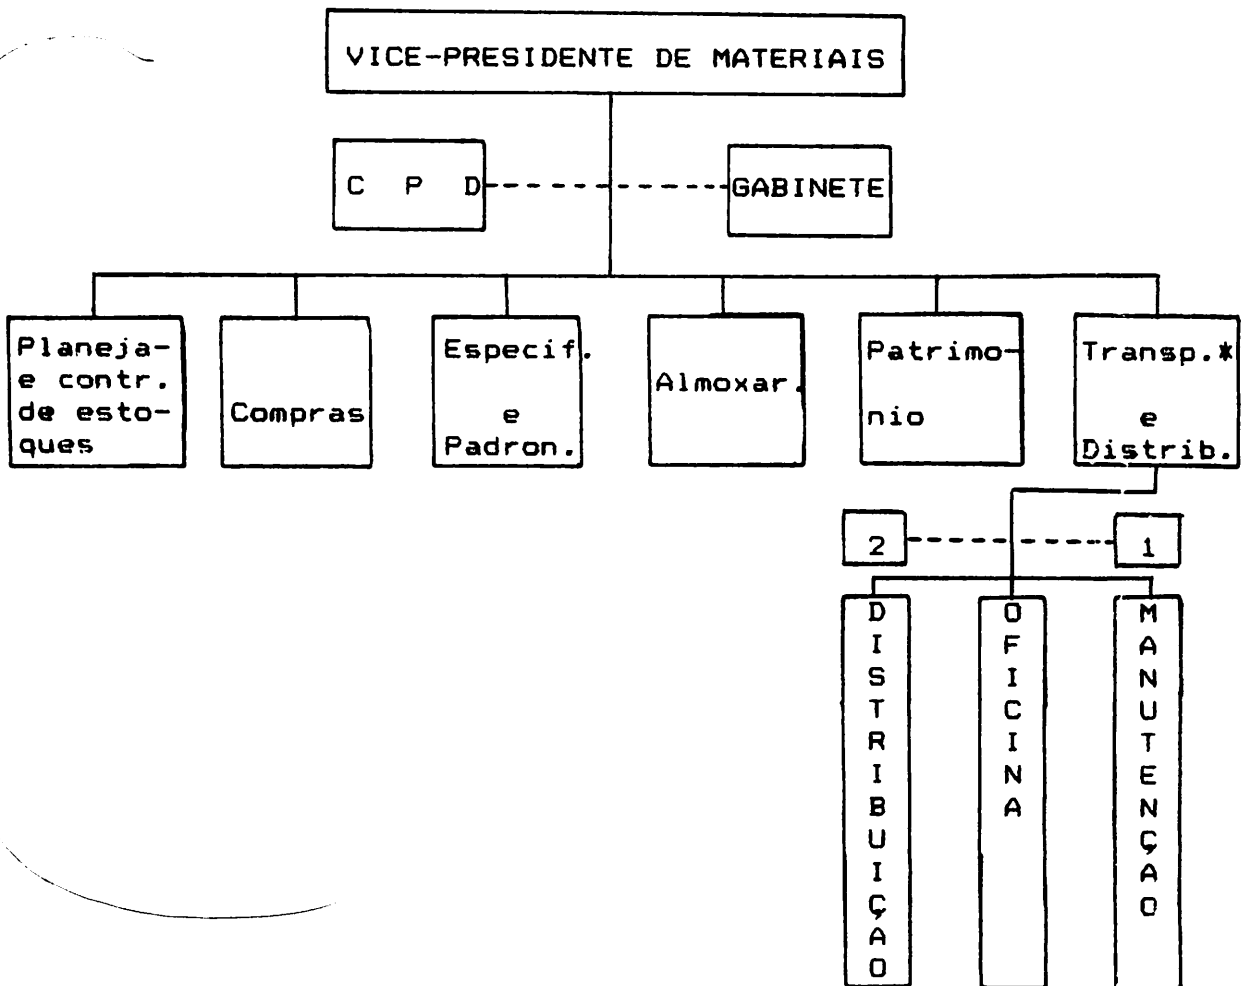 VICE-PRESIDENTE DE MATERIAIS
C P D
GABINETE
Planeja-
e contr.
de esto-
ques
Compras
Especif.
e
Padron.
Almoxar.
Patrimo-
nio
Transp.*
e
Distrib.
2
1
DISTRIBUIÇAO
OFICINA
MANUTENÇAO